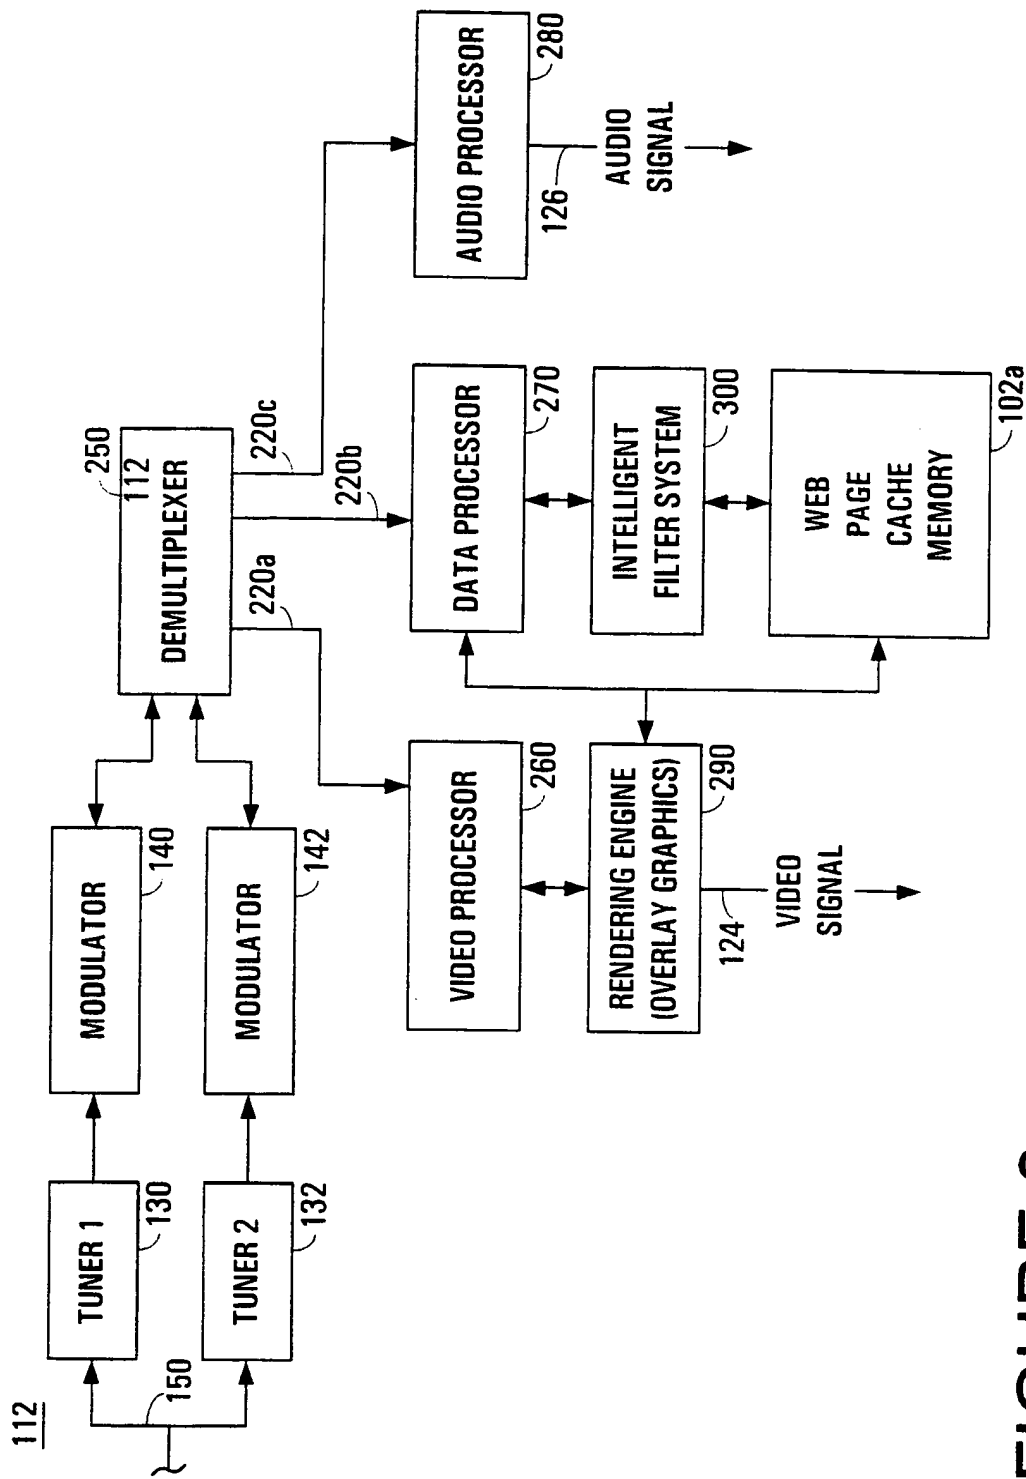 112
150
TUNER 1
130
TUNER 2
132
MODULATOR
140
MODULATOR
142
250
112
DEMULTIPLEXER
220a
220b
220c
VIDEO PROCESSOR
260
RENDERING ENGINE
(OVERLAY GRAPHICS)
290
124
VIDEO
SIGNAL
DATA PROCESSOR
270
INTELLIGENT
FILTER SYSTEM
300
WEB
PAGE
CACHE
MEMORY
102a
AUDIO PROCESSOR
280
126
AUDIO
SIGNAL
FIGURE